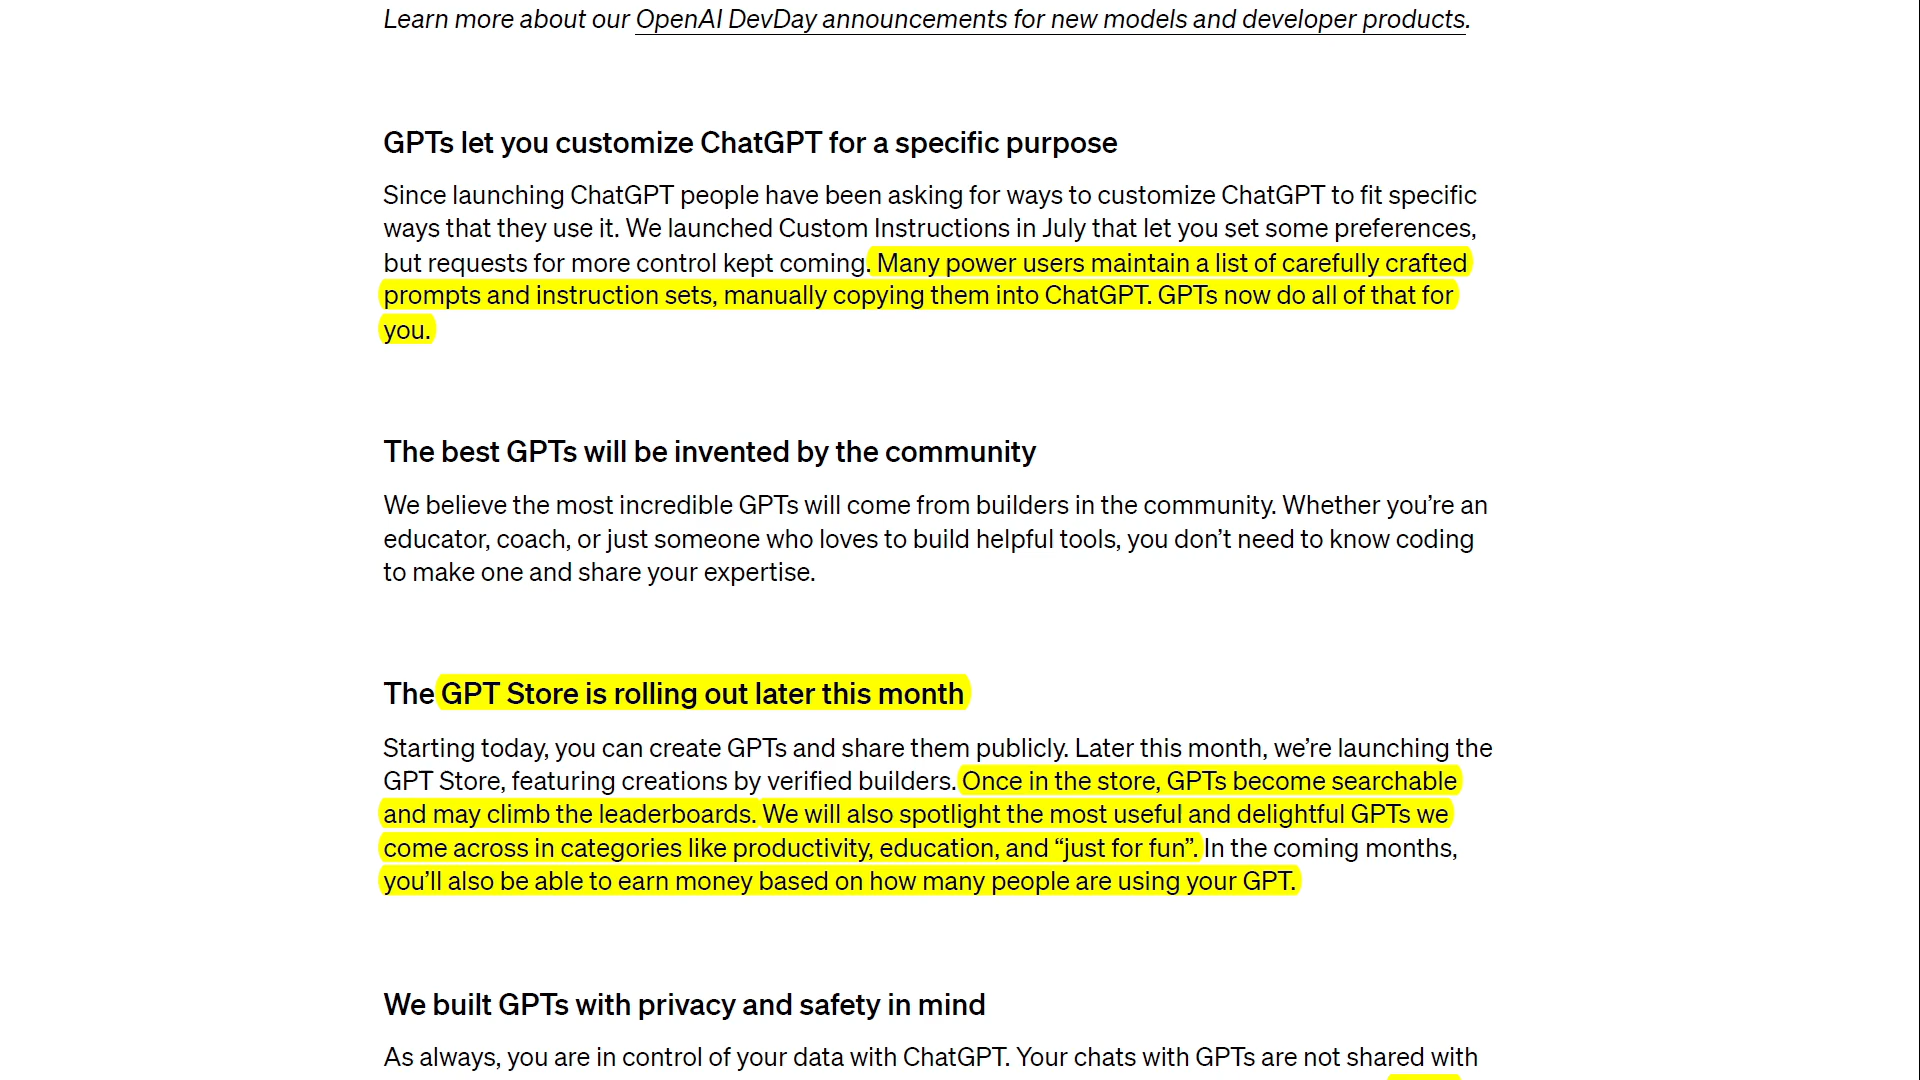 Learn more about our OpenAI DevDay announcements for new models and developer products.
GPTs let you customize ChatGPT for a specific purpose
Since launching ChatGPT people have been asking for ways to customize ChatGPT to fit specific
ways that they use it. We launched Custom Instructions in July that let you set some preferences,
but requests for more control kept coming. Many power users maintain a list of carefully crafted
prompts and instruction sets, manually copying them into ChatGPT. GPTs now do all of that for
you.
The best GPTs will be invented by the community
We believe the most incredible GPTs will come from builders in the community. Whether you’re an
educator, coach, or just someone who loves to build helpful tools, you don’t need to know coding
to make one and share your expertise.
The GPT Store is rolling out later this month
Starting today, you can create GPTs and share them publicly. Later this month, we’re launching the
GPT Store, featuring creations by verified builders. Once in the store, GPTs become searchable
and may climb the leaderboards. We will also spotlight the most useful and delightful GPTs we
come across in categories like productivity, education, and “just for fun”. In the coming months,
you’ll also be able to earn money based on how many people are using your GPT.
We built GPTs with privacy and safety in mind
As always, you are in control of your data with ChatGPT. Your chats with GPTs are not shared with